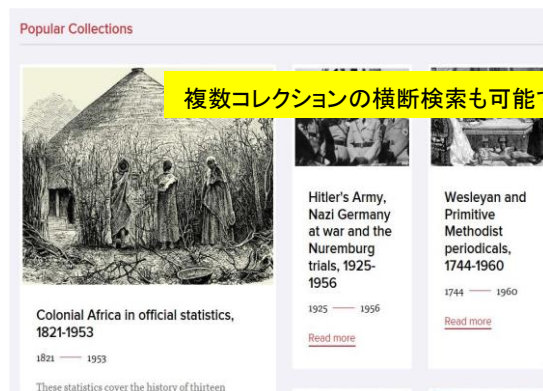 Popular Collections
複数コレクションの横断検索も可能で
Colonial Africa in official statistics,
1821-1953
1821 — 1953
These statistics cover the history of thirteen
Hitler's Army,
Nazi Germany
at war and the
Nuremburg
trials, 1925-
1956
1925 — 1956
Read more
Wesleyan and
Primitive
Methodist
periodicals,
1744-1960
1744 — 1960
Read more